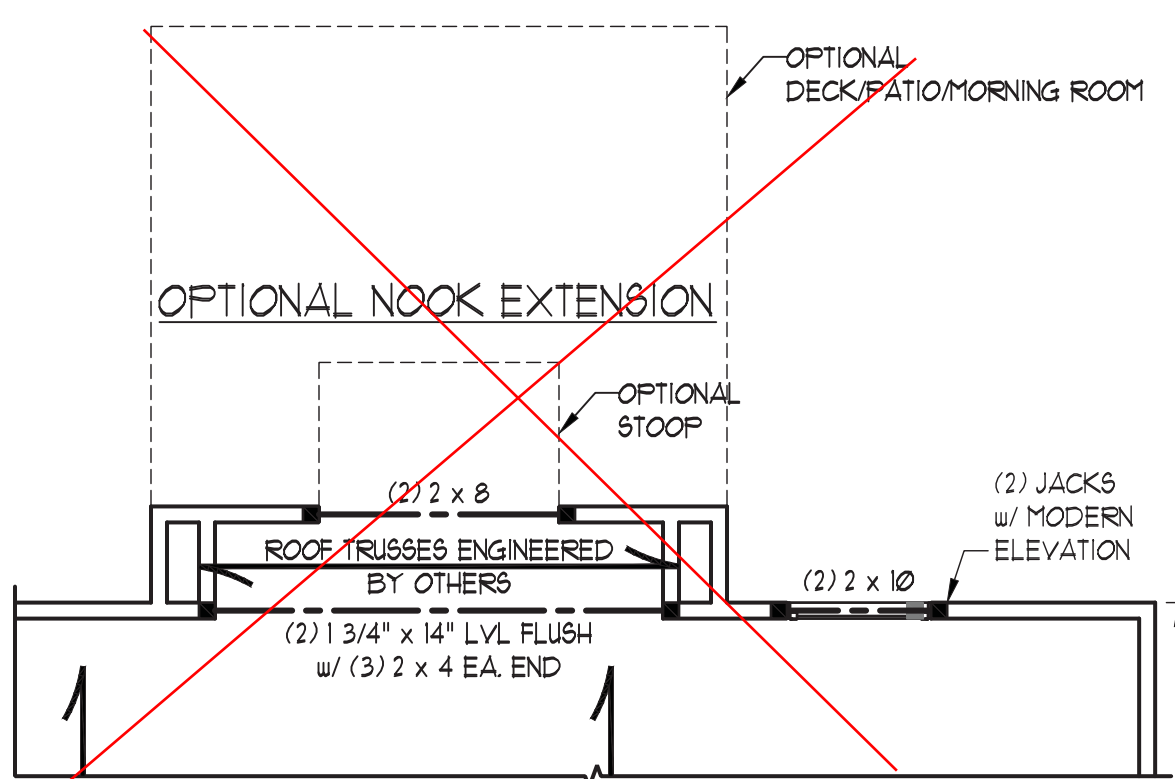 OPTIONAL
DECK/PATIO/MORNING ROOM
OPTIONAL NOOK EXTENSION
OPTIONAL
STOOP
(2) 2 x 8
(2) JACKS
w/ MODERN
ELEVATION
ROOF TRUSSES ENGINEERED
BY OTHERS
(2) 2 x 10
(2) 1 3/4" x 14" LVL FLUSH
w/ (3) 2 x 4 EA. END